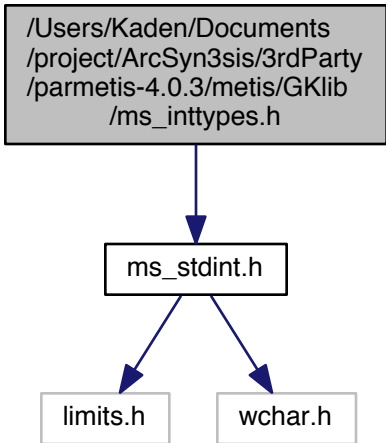 /Users/Kaden/Documents
/project/ArcSyn3sis/3rdParty
/parmetis-4.0.3/metis/GKlib
/ms_inttypes.h
ms_stdint.h
limits.h
wchar.h